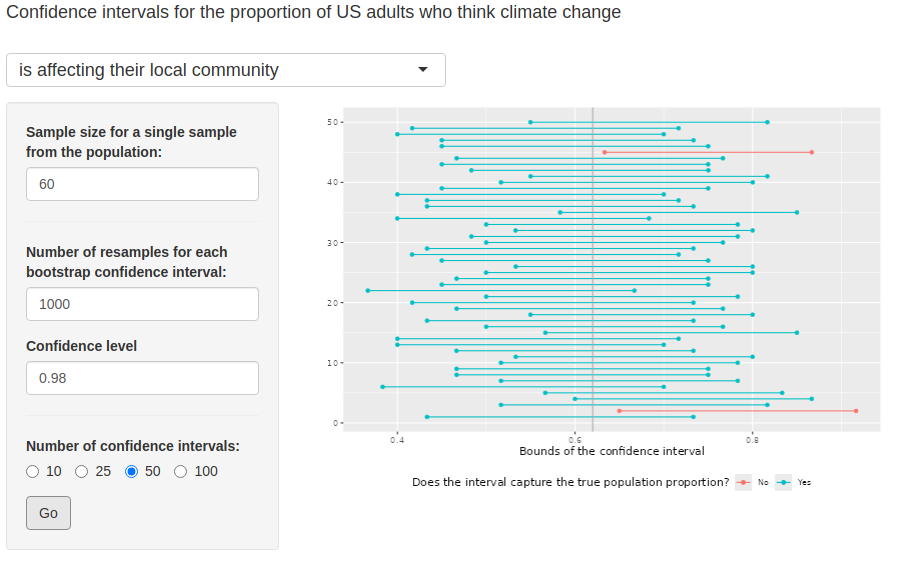 Confidence intervals for the proportion of US adults who think climate change
is affecting their local community
Sample size for a single sample
from the population:
60
Number of resamples for each
bootstrap confidence interval:
1000
Confidence level
0.98
Number of confidence intervals:
10 25 50 100
Go
50
40
30
20
10
0
0.4 0.6 0.8
Bounds of the confidence interval
Does the interval capture the true population proportion? No Yes